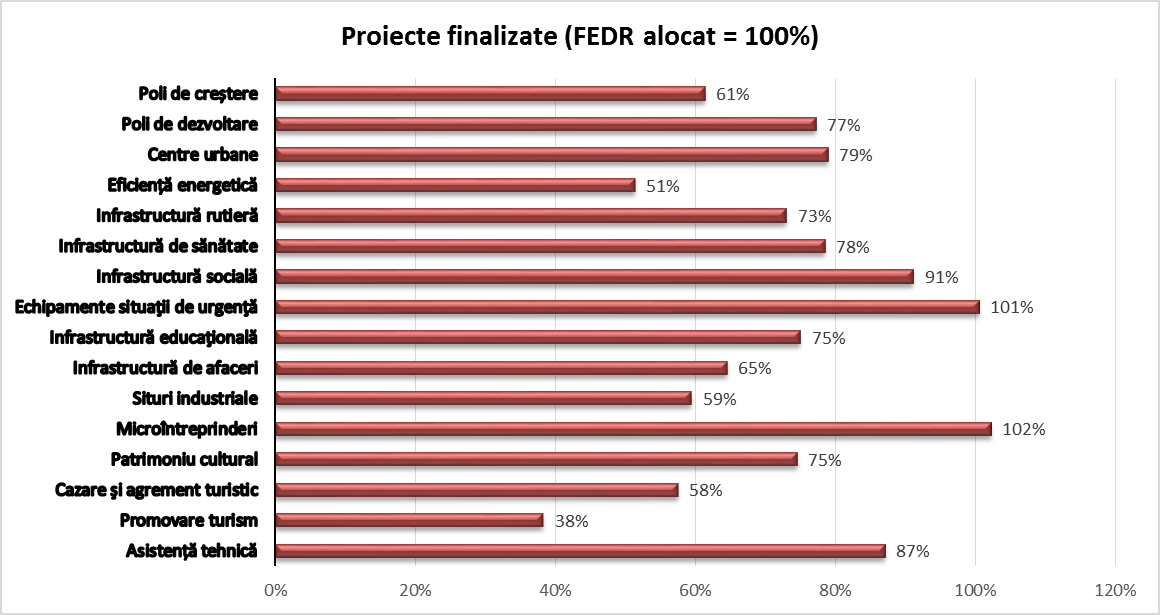 Proiecte finalizate (FEDR alocat = 100%)
Poli de creștere 61%
Poli de dezvoltare 77%
Centre urbane 79%
Eficiență energetică 51%
Infrastructură rutieră 73%
Infrastructură de sănătate 78%
Infrastructură socială 91%
Echipamente situaţii de urgenţă 101%
Infrastructură educaţională 75%
Infrastructură de afaceri 65%
Situri industriale 59%
Microîntreprinderi 102%
Patrimoniu cultural 75%
Cazare şi agrement turistic 58%
Promovare turism 38%
Asistență tehnică 87%
0% 20% 40% 60% 80% 100% 120%